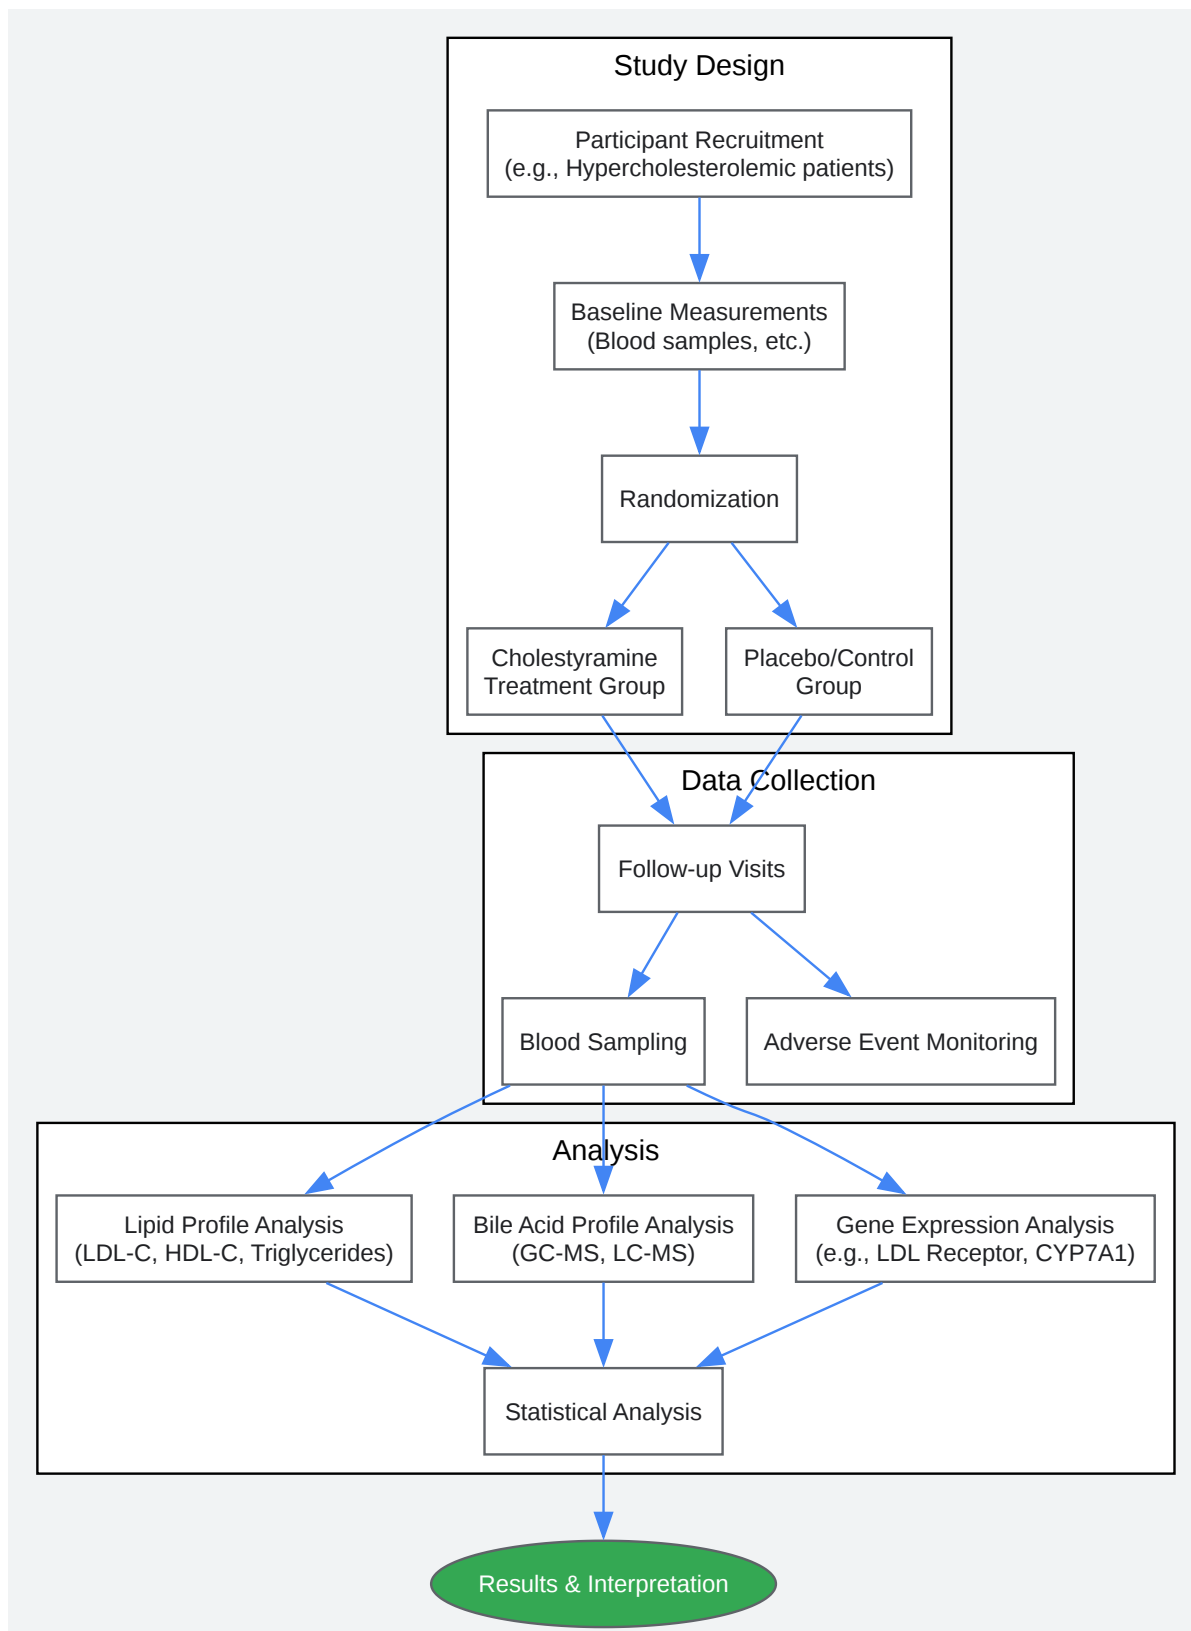 Study Design
Participant Recruitment
(e.g., Hypercholesterolemic patients)
Baseline Measurements
(Blood samples, etc.)
Randomization
Cholestyramine
Treatment Group
Placebo/Control
Group
Data Collection
Follow-up Visits
Blood Sampling
Adverse Event Monitoring
Analysis
Lipid Profile Analysis
(LDL-C, HDL-C, Triglycerides)
Bile Acid Profile Analysis
(GC-MS, LC-MS)
Gene Expression Analysis
(e.g., LDL Receptor, CYP7A1)
Statistical Analysis
Results & Interpretation